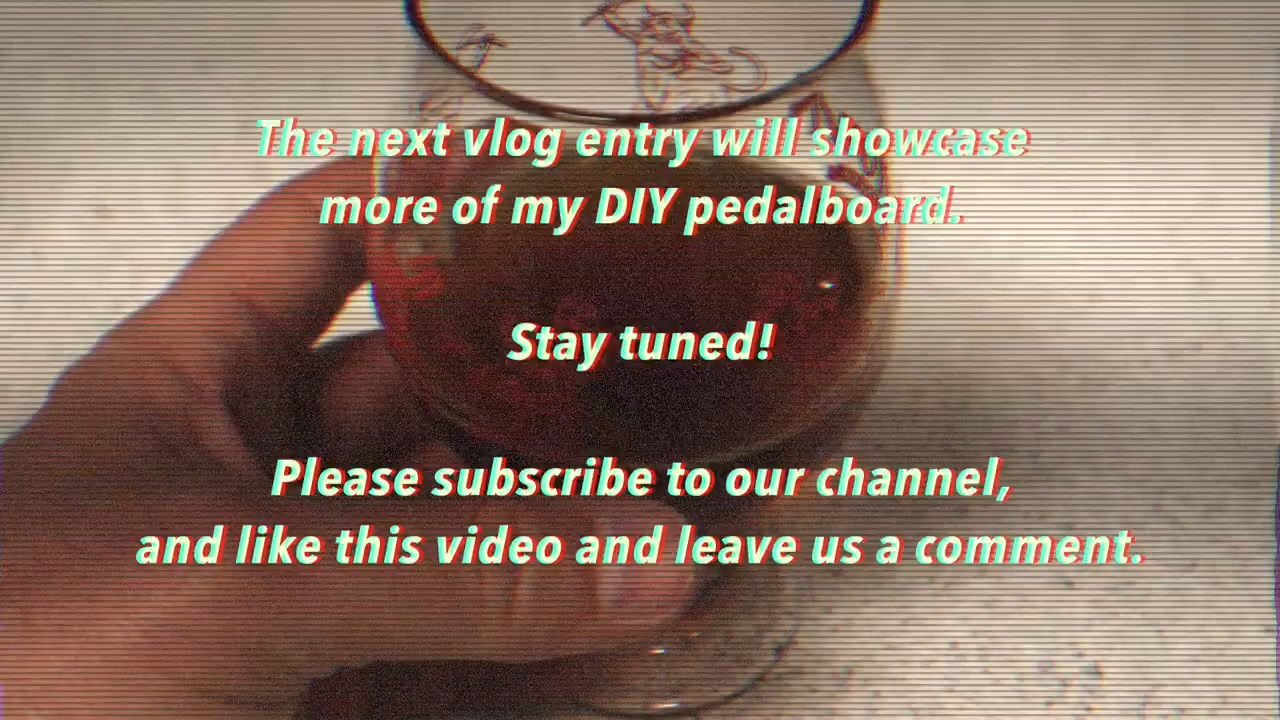 The next vlog entry will showcase
more of my DIY pedalboard.
Stay tuned!
Please subscribe to our channel,
and like this video and leave us a comment.